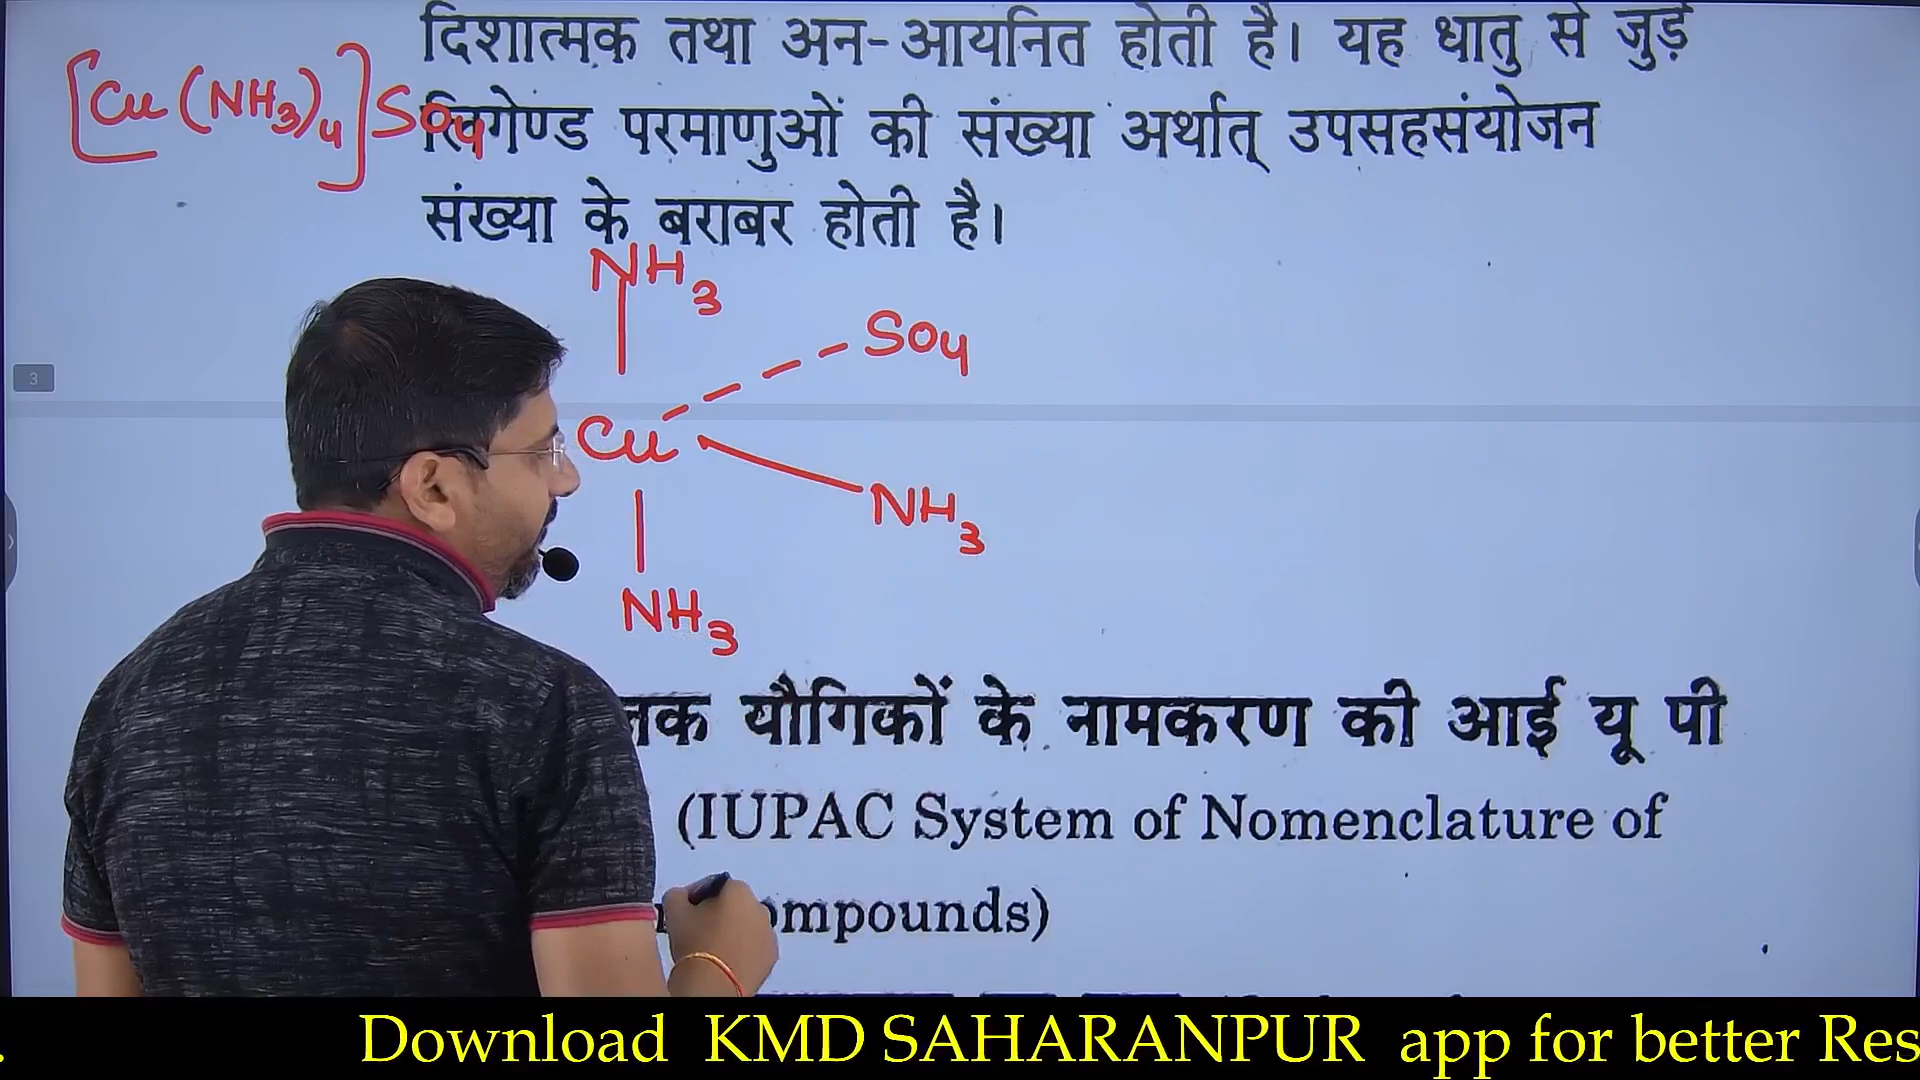 दिशात्मक तथा अन-आयनित होती है। यह धातु से जुड़े
[Cu(NH3)4]SO4
लिगेण्ड परमाणुओं की संख्या अर्थात् उपसहसंयोजन
संख्या के बराबर होती है।
NH3
SO4
3
Cu
NH3
NH3
यौगिकों के नामकरण की आई यू पी
(IUPAC System of Nomenclature of
ompounds)
. Download KMD SAHARANPUR app for better Res